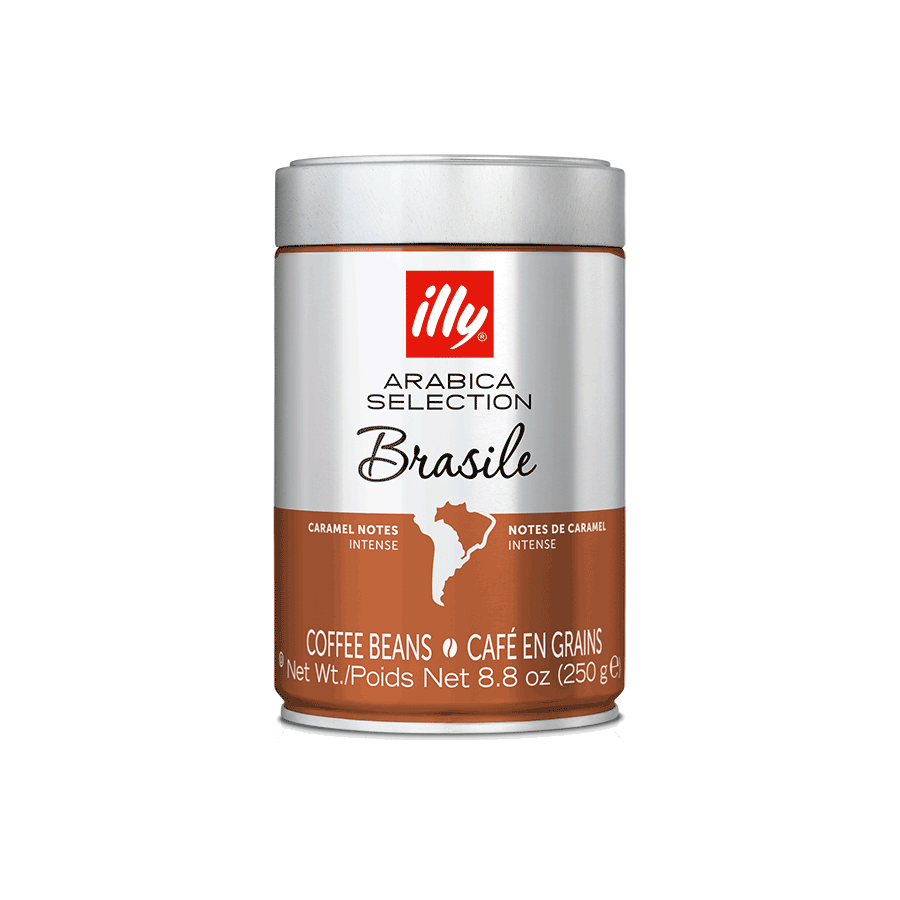 illy®
ARABICA
SELECTION
Brasile
CARAMEL NOTES
INTENSE
NOTES DE CARAMEL
INTENSE
COFFEE BEANS CAFÉ EN GRAINS
Net Wt./Poids Net 8.8 oz (250 g℮)